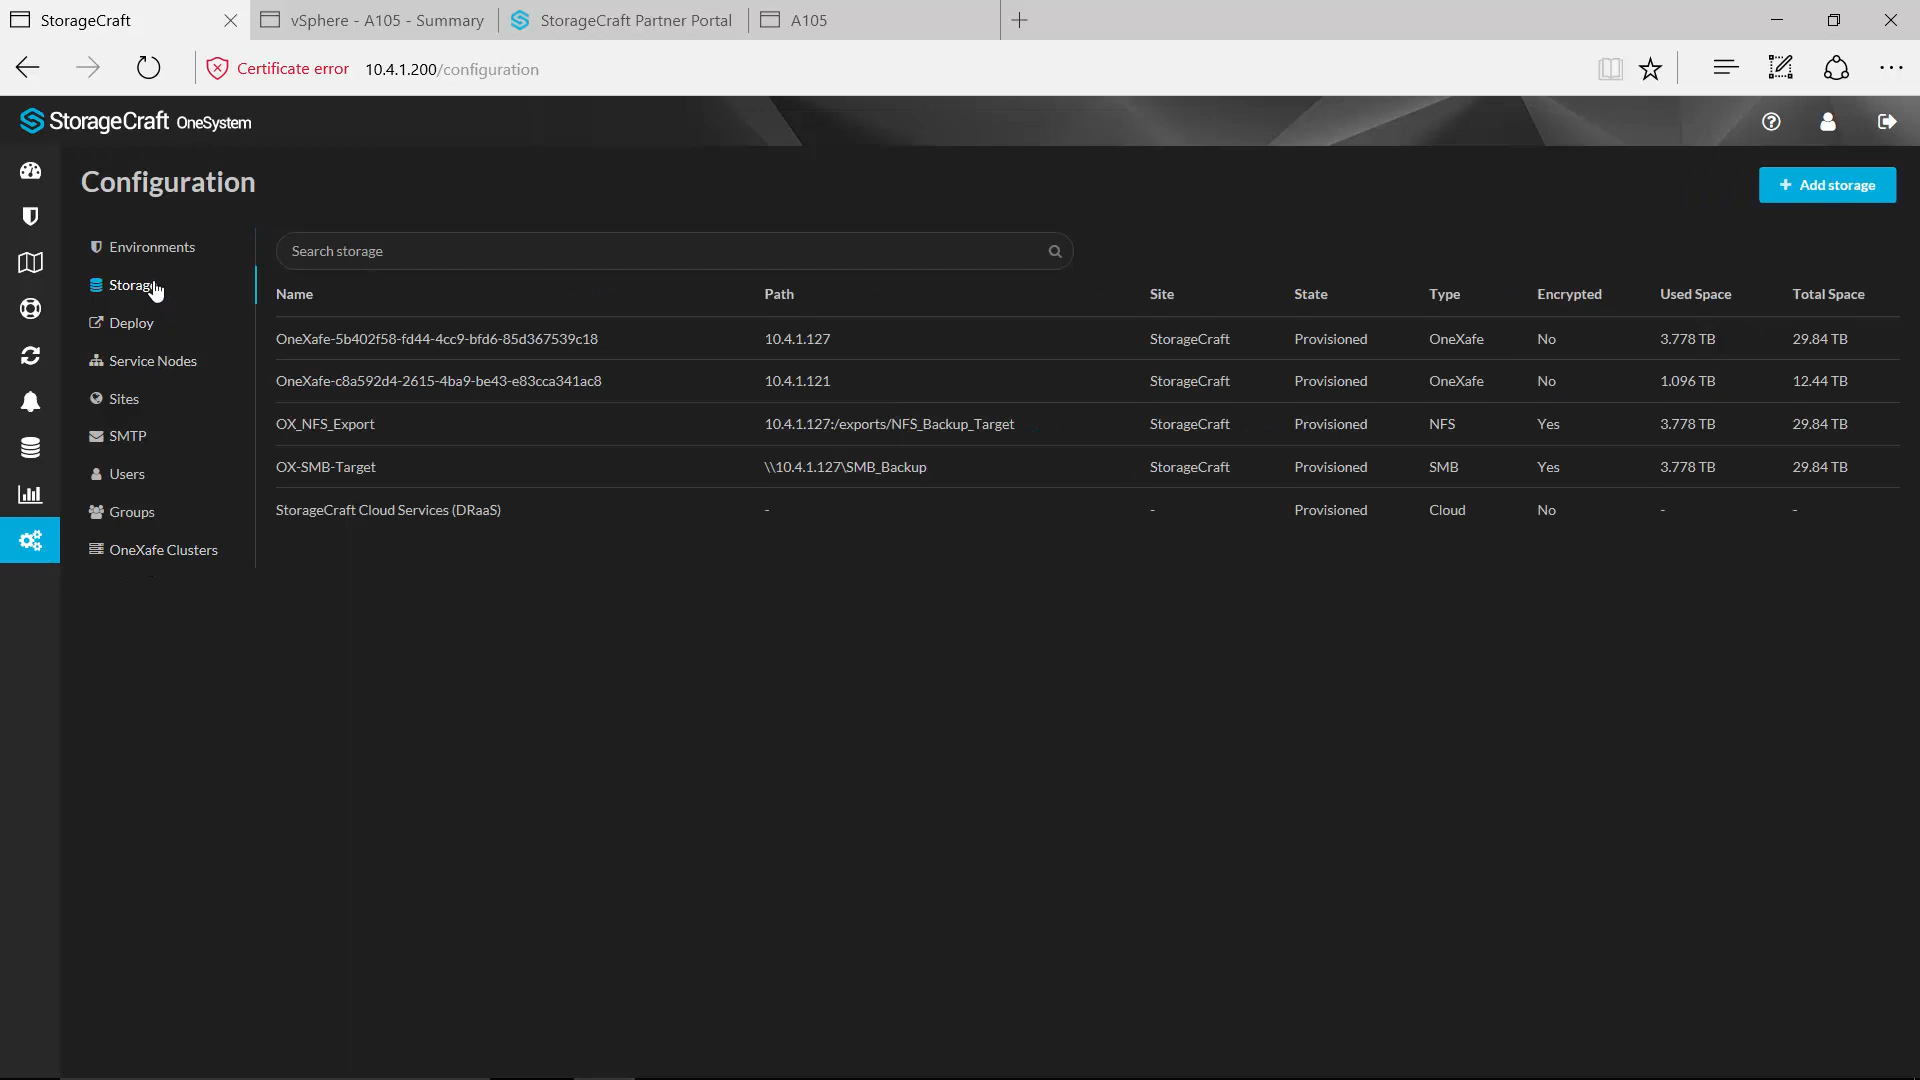 StorageCraft
vSphere - A105 - Summary
StorageCraft Partner Portal
A105
Certificate error
10.4.1.200/configuration
StorageCraft OneSystem
Configuration
+ Add storage
Environments
Storage
Deploy
Service Nodes
Sites
SMTP
Users
Groups
OneXafe Clusters
Search storage
Name Path Site State Type Encrypted Used Space Total Space
OneXafe-5b402f58-fd44-4cc9-bfd6-85d367539c18 10.4.1.127 StorageCraft Provisioned OneXafe No 3.778 TB 29.84 TB
OneXafe-c8a592d4-2615-4ba9-be43-e83cca341ac8 10.4.1.121 StorageCraft Provisioned OneXafe No 1.096 TB 12.44 TB
OX_NFS_Export 10.4.1.127:/exports/NFS_Backup_Target StorageCraft Provisioned NFS Yes 3.778 TB 29.84 TB
OX-SMB-Target \\10.4.1.127\SMB_Backup StorageCraft Provisioned SMB Yes 3.778 TB 29.84 TB
StorageCraft Cloud Services (DRaaS) - - Provisioned Cloud No - -